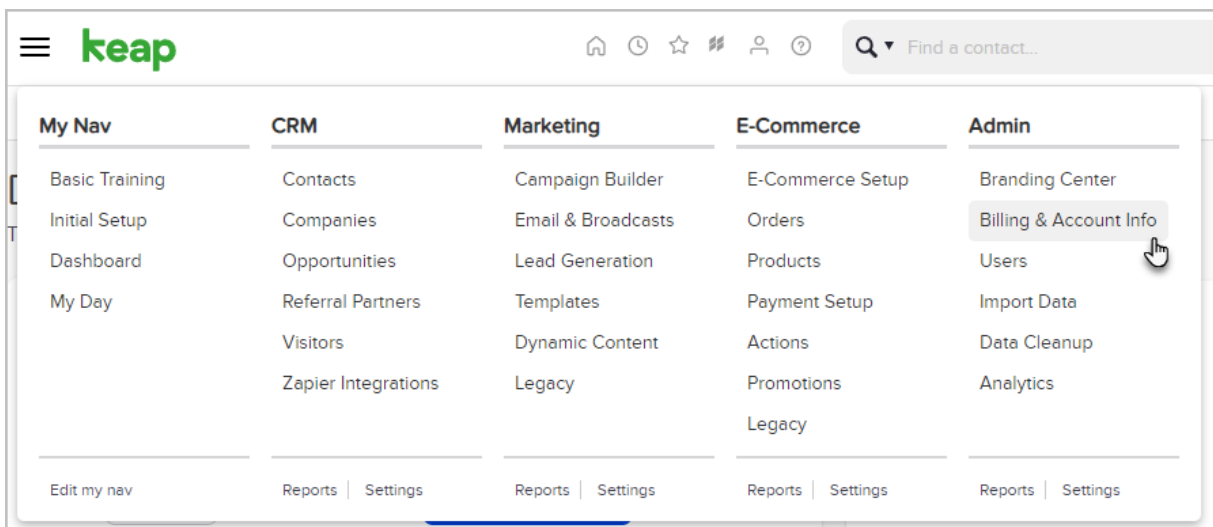 keap
Find a contact...
My Nav
Basic Training
Initial Setup
Dashboard
My Day
Edit my nav
CRM
Contacts
Companies
Opportunities
Referral Partners
Visitors
Zapier Integrations
Reports | Settings
Marketing
Campaign Builder
Email & Broadcasts
Lead Generation
Templates
Dynamic Content
Legacy
Reports | Settings
E-Commerce
E-Commerce Setup
Orders
Products
Payment Setup
Actions
Promotions
Legacy
Reports | Settings
Admin
Branding Center
Billing & Account Info
Users
Import Data
Data Cleanup
Analytics
Reports | Settings